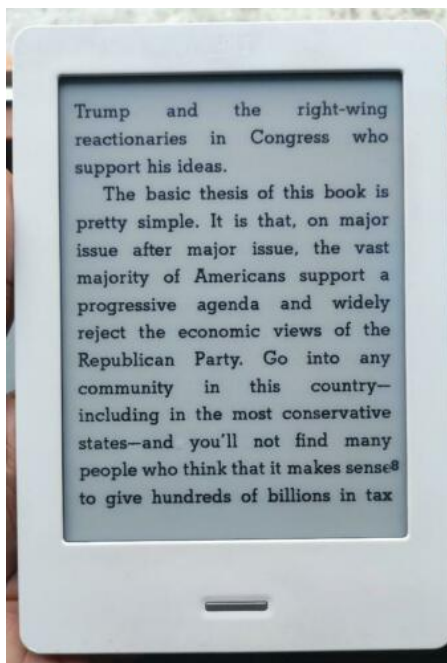 Trump and the right-wing
reactionaries in Congress who
support his ideas.
The basic thesis of this book is
pretty simple. It is that, on major
issue after major issue, the vast
majority of Americans support a
progressive agenda and widely
reject the economic views of the
Republican Party. Go into any
community in this country—
including in the most conservative
states—and you'll not find many
people who think that it makes sense8
to give hundreds of billions in tax